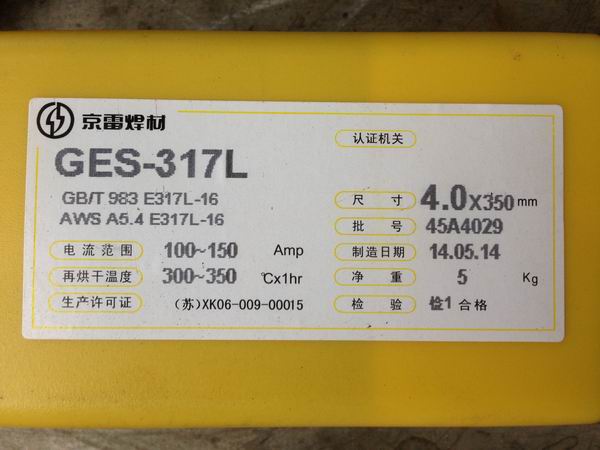 京雷焊材
认证机关
GES-317L
GB/T 983 E317L-16
AWS A5.4 E317L-16
尺寸 4.0X350 mm
批号 45A4029
电流范围 100~150 Amp
制造日期 14.05.14
再烘干温度 300~350 ℃x1hr
净重 5 Kg
生产许可证 (苏)XK06-009-00015
检验 检1 合格